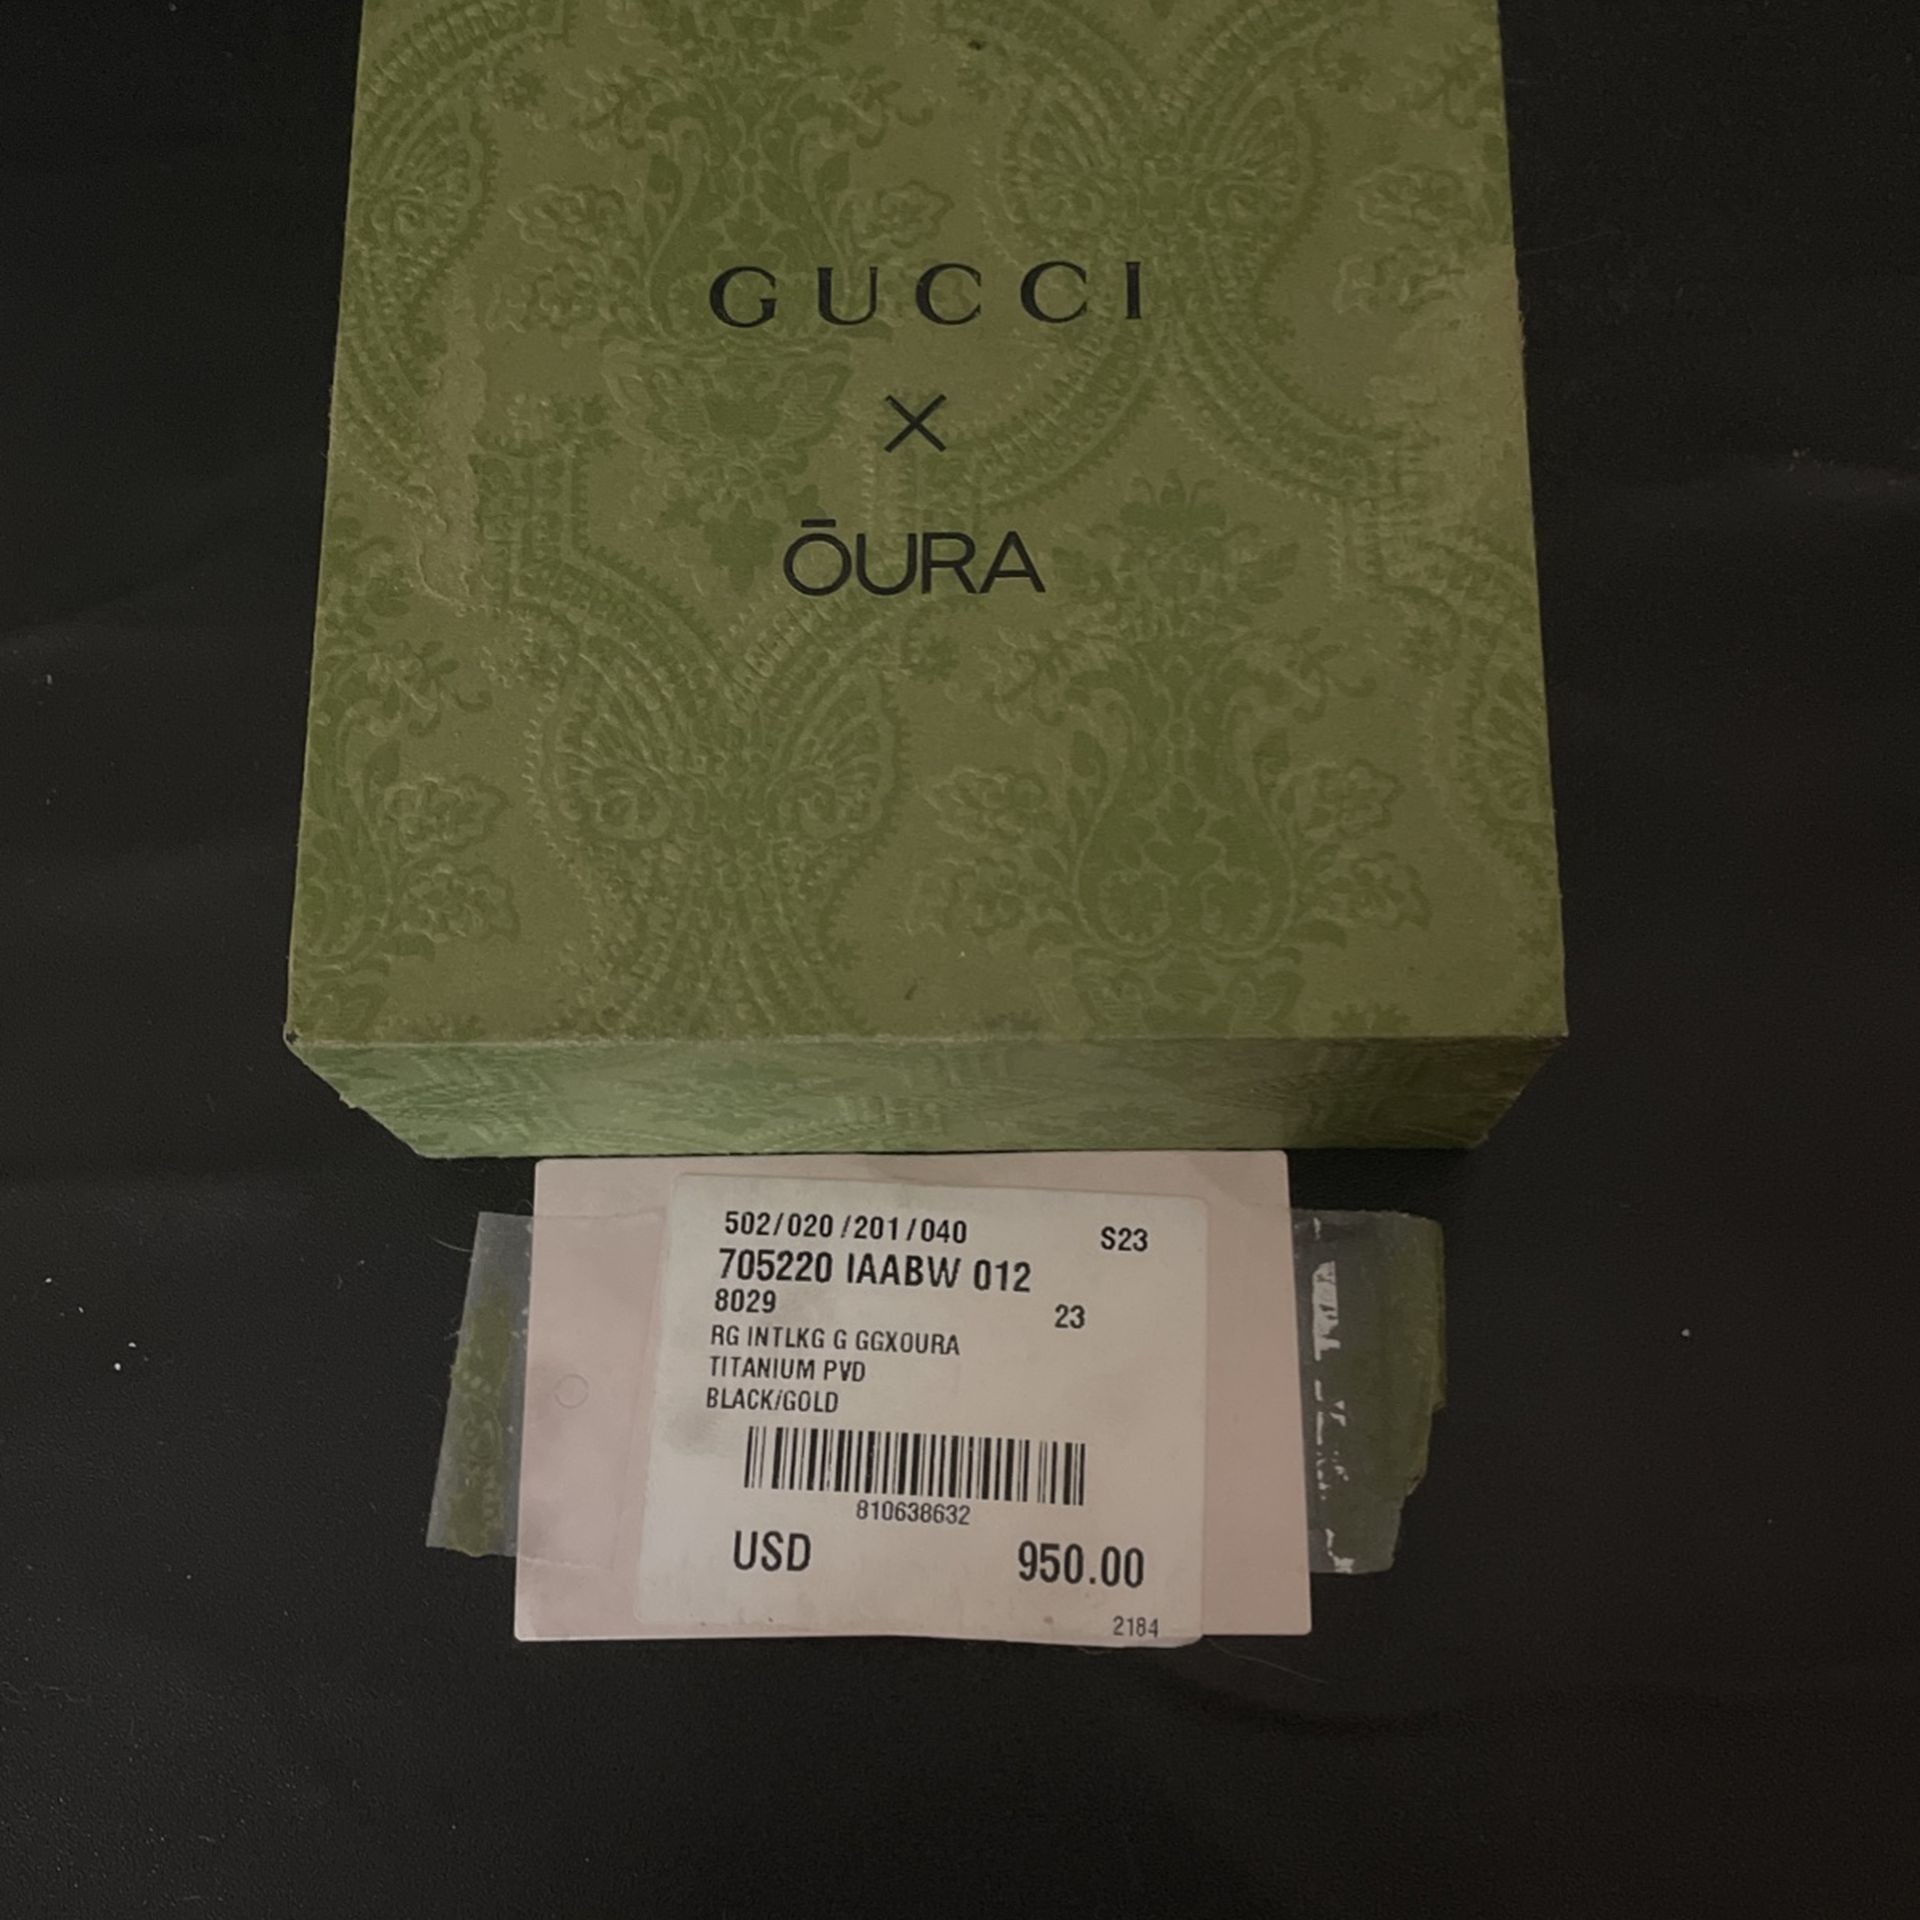 GUCCI
×
ŌURA
502/020/201/040 S23
705220 IAABW 012
8029 23
RG INTLKG G GGXOURA
TITANIUM PVD
BLACK/GOLD
810638632
USD 950.00
2184